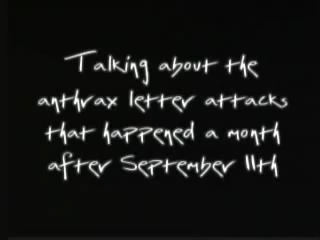 Talking about the
anthrax letter attacks
that happened a month
after September 11th